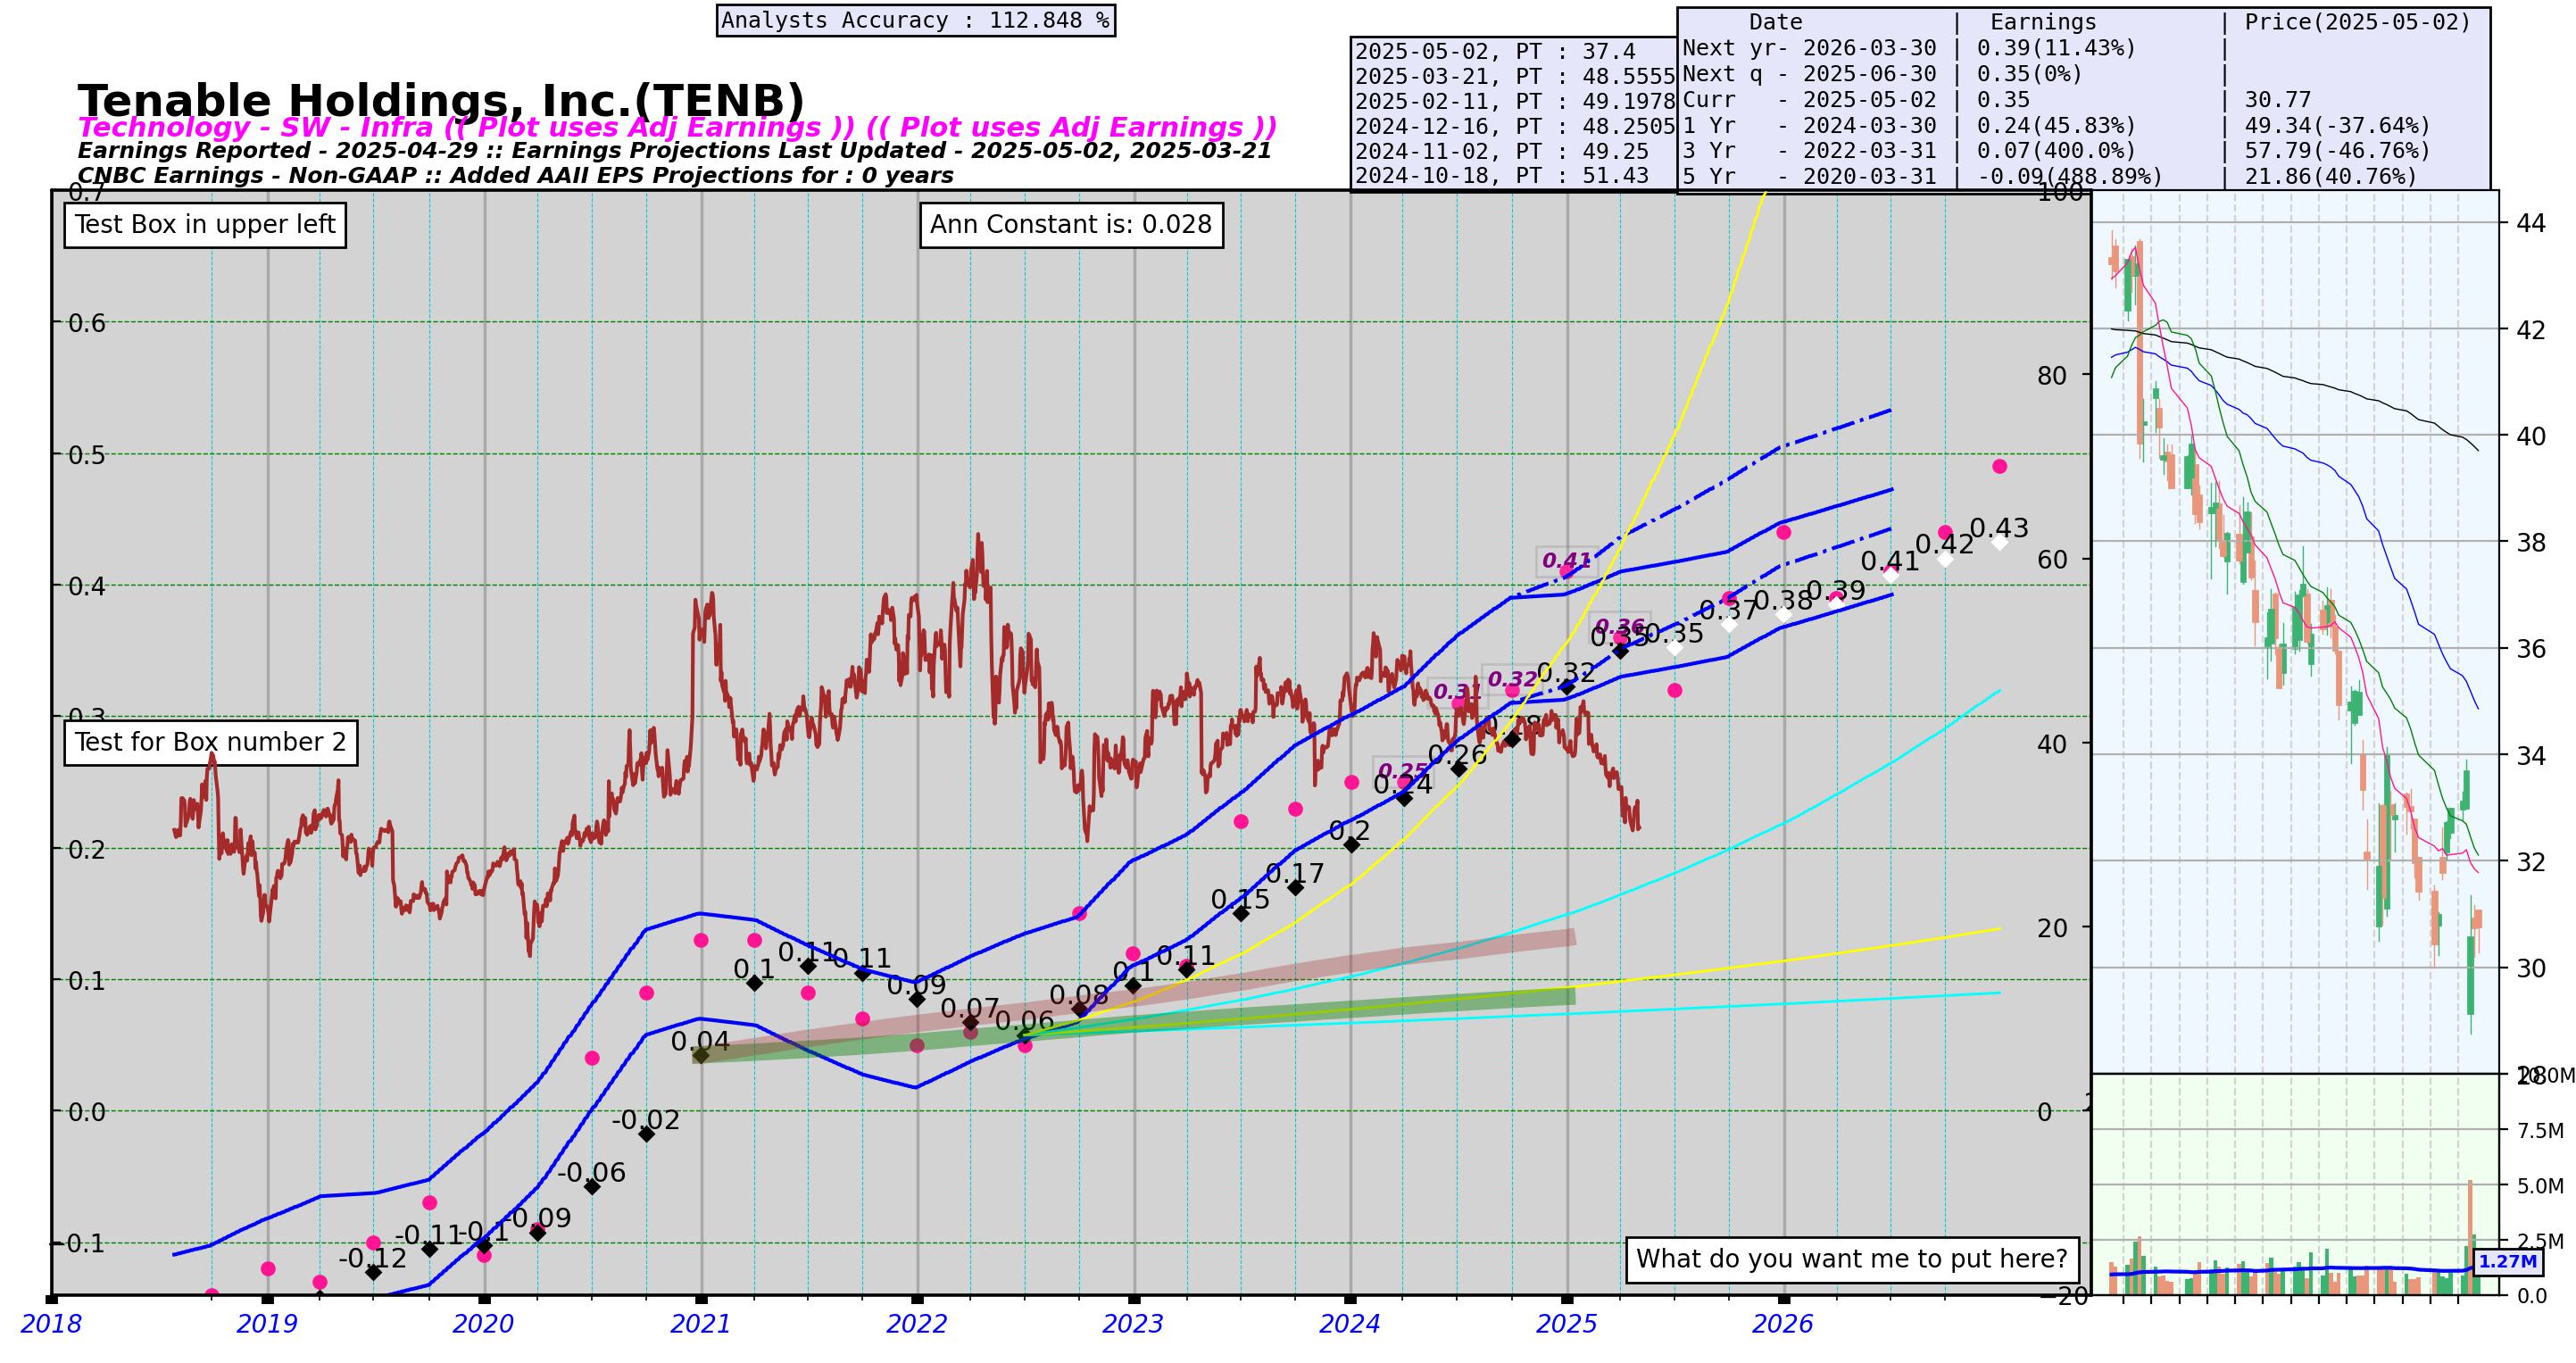 Analysts Accuracy : 112.848 %
Date | Earnings | Price(2025-05-02)
Next yr- 2026-03-30 | 0.39(11.43%) |
Next q - 2025-06-30 | 0.35(0%) |
Curr - 2025-05-02 | 0.35 | 30.77
1 Yr - 2024-03-30 | 0.24(45.83%) | 49.34(-37.64%)
3 Yr - 2022-03-31 | 0.07(400.0%) | 57.79(-46.76%)
5 Yr - 2020-03-31 | -0.09(488.89%) | 21.86(40.76%)
2025-05-02, PT : 37.4
2025-03-21, PT : 48.5555
2025-02-11, PT : 49.1978
2024-12-16, PT : 48.2505
2024-11-02, PT : 49.25
2024-10-18, PT : 51.43
Tenable Holdings, Inc.(TENB)
Technology - SW - Infra (( Plot uses Adj Earnings )) (( Plot uses Adj Earnings ))
Earnings Reported - 2025-04-29 :: Earnings Projections Last Updated - 2025-05-02, 2025-03-21
CNBC Earnings - Non-GAAP :: Added AAII EPS Projections for : 0 years
Test Box in upper left
Ann Constant is: 0.028
Test for Box number 2
What do you want me to put here?
0.7
0.6
0.5
0.4
0.3
0.2
0.1
0.0
−0.1
-0.12
-0.11
-0.1
-0.09
-0.06
-0.02
0.04
0.1
0.11
0.11
0.09
0.07
0.06
0.08
0.1
0.11
0.15
0.17
0.2
0.24
0.26
0.28
0.32
0.35
0.35
0.37
0.38
0.39
0.41
0.42
0.43
0.25
0.31
0.32
0.41
0.36
100
80
60
40
20
0
−20
44
42
40
38
36
34
32
30
7.5M
5.0M
2.5M
1.27M
0.0
2018 2019 2020 2021 2022 2023 2024 2025 2026